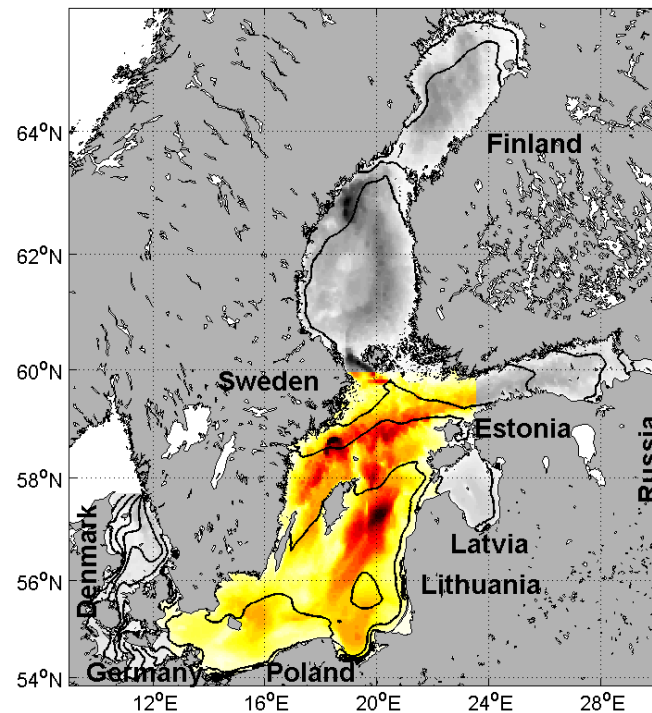 64°N
Finland
62°N
60°N
Sweden
Estonia
Russia
58°N
Denmark
Latvia
56°N
Lithuania
Germany
Poland
54°N
12°E
16°E
20°E
24°E
28°E